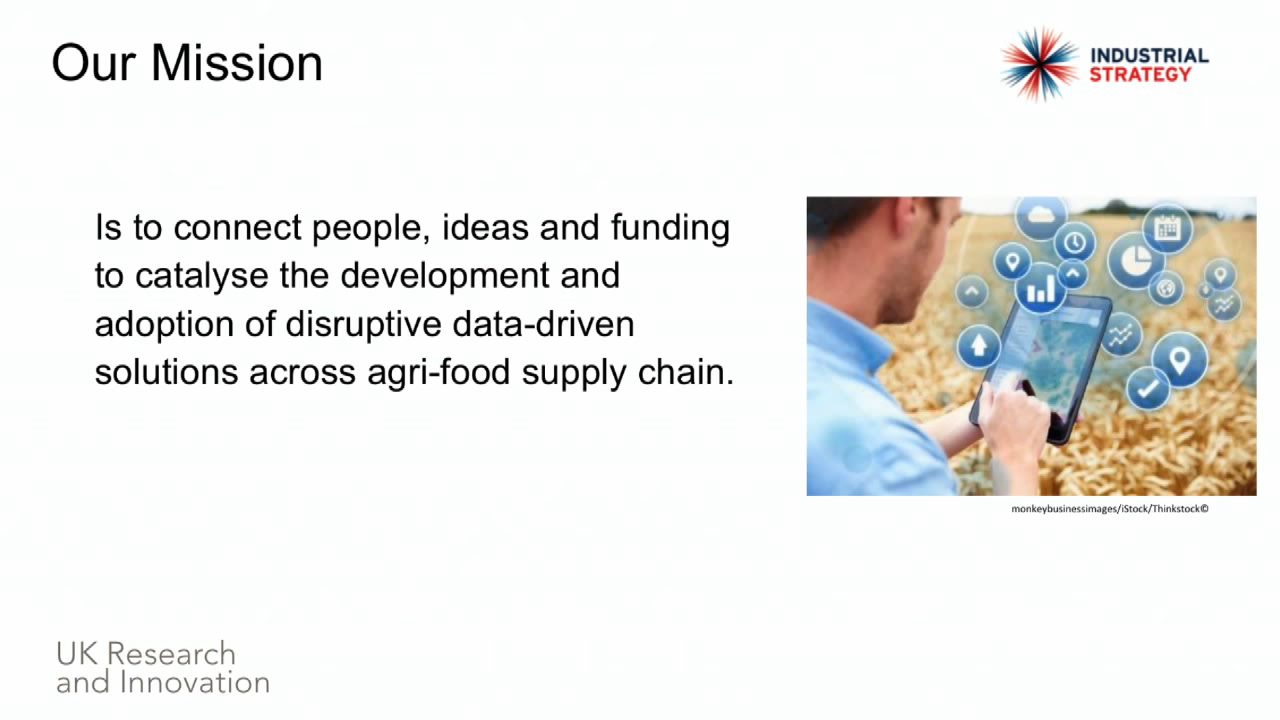 Our Mission
INDUSTRIAL
STRATEGY
Is to connect people, ideas and funding
to catalyse the development and
adoption of disruptive data-driven
solutions across agri-food supply chain.
monkeybusinessimages/iStock/Thinkstock©
UK Research
and Innovation